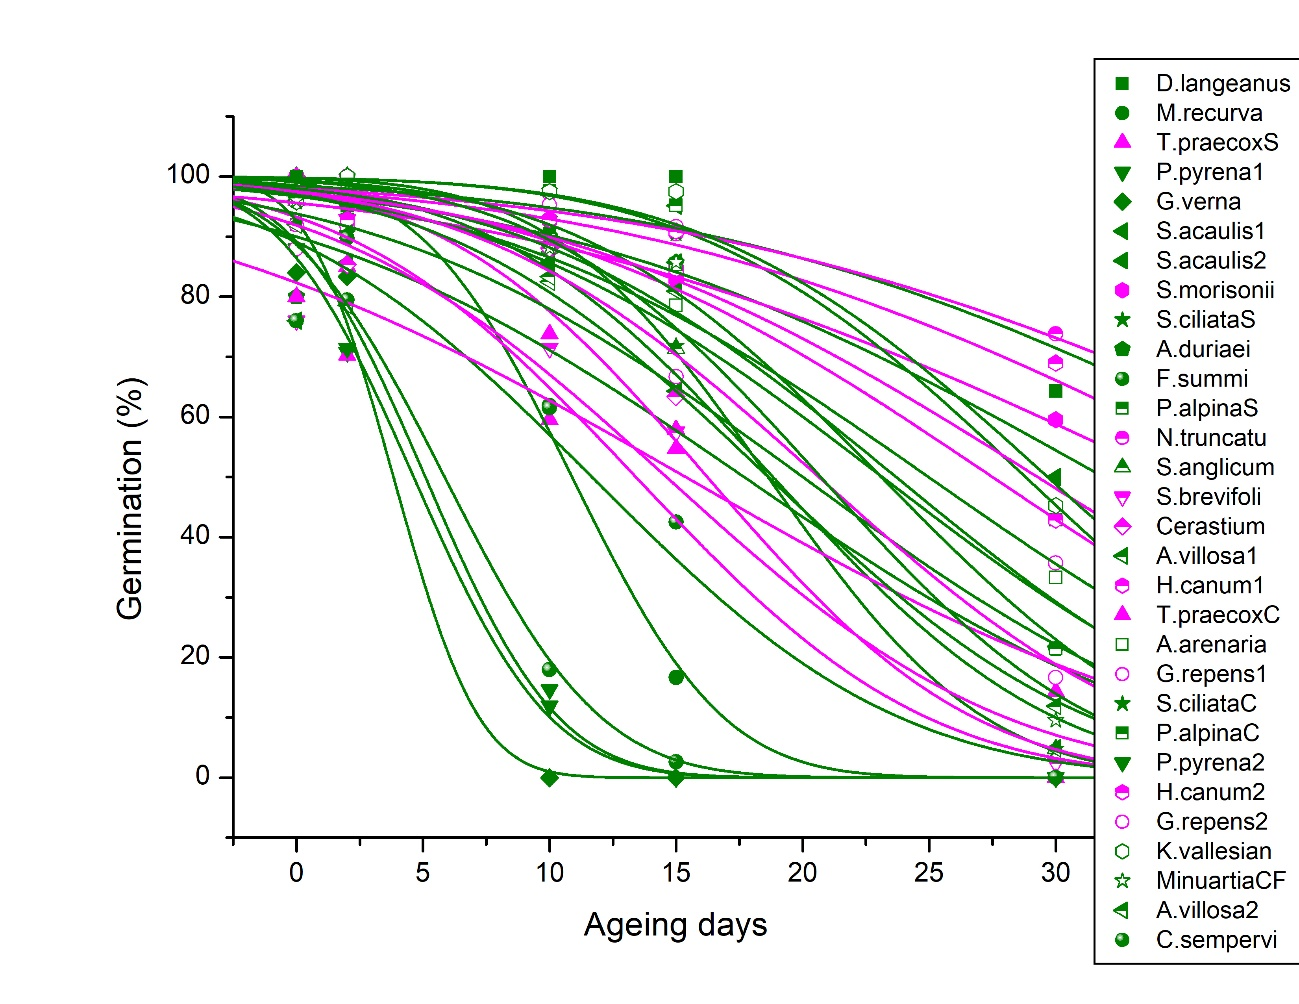 100
80
60
40
20
0
Germination (%)
0 5 10 15 20 25 30
Ageing days
D.langeanus
M.recurva
T.praecoxS
P.pyrena1
G.verna
S.acaulis1
S.acaulis2
S.morisonii
S.ciliataS
A.duriaei
F.summi
P.alpinaS
N.truncatu
S.anglicum
S.brevifoli
Cerastium
A.villosa1
H.canum1
T.praecoxC
A.arenaria
G.repens1
S.ciliataC
P.alpinaC
P.pyrena2
H.canum2
G.repens2
K.vallesian
MinuartiaCF
A.villosa2
C.sempervi